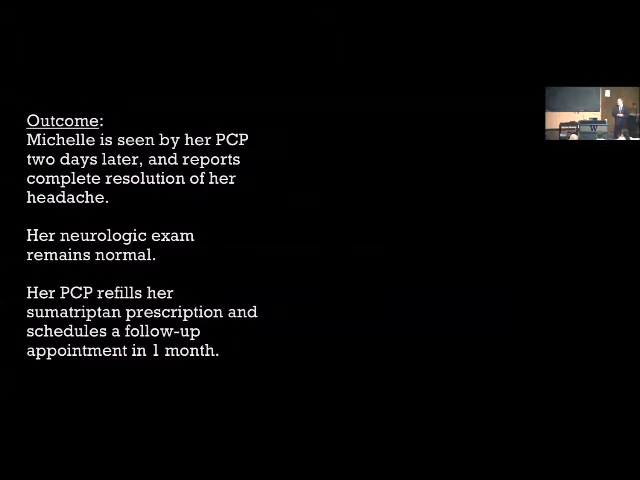 Outcome:
Michelle is seen by her PCP
two days later, and reports
complete resolution of her
headache.
Her neurologic exam
remains normal.
Her PCP refills her
sumatriptan prescription and
schedules a follow-up
appointment in 1 month.